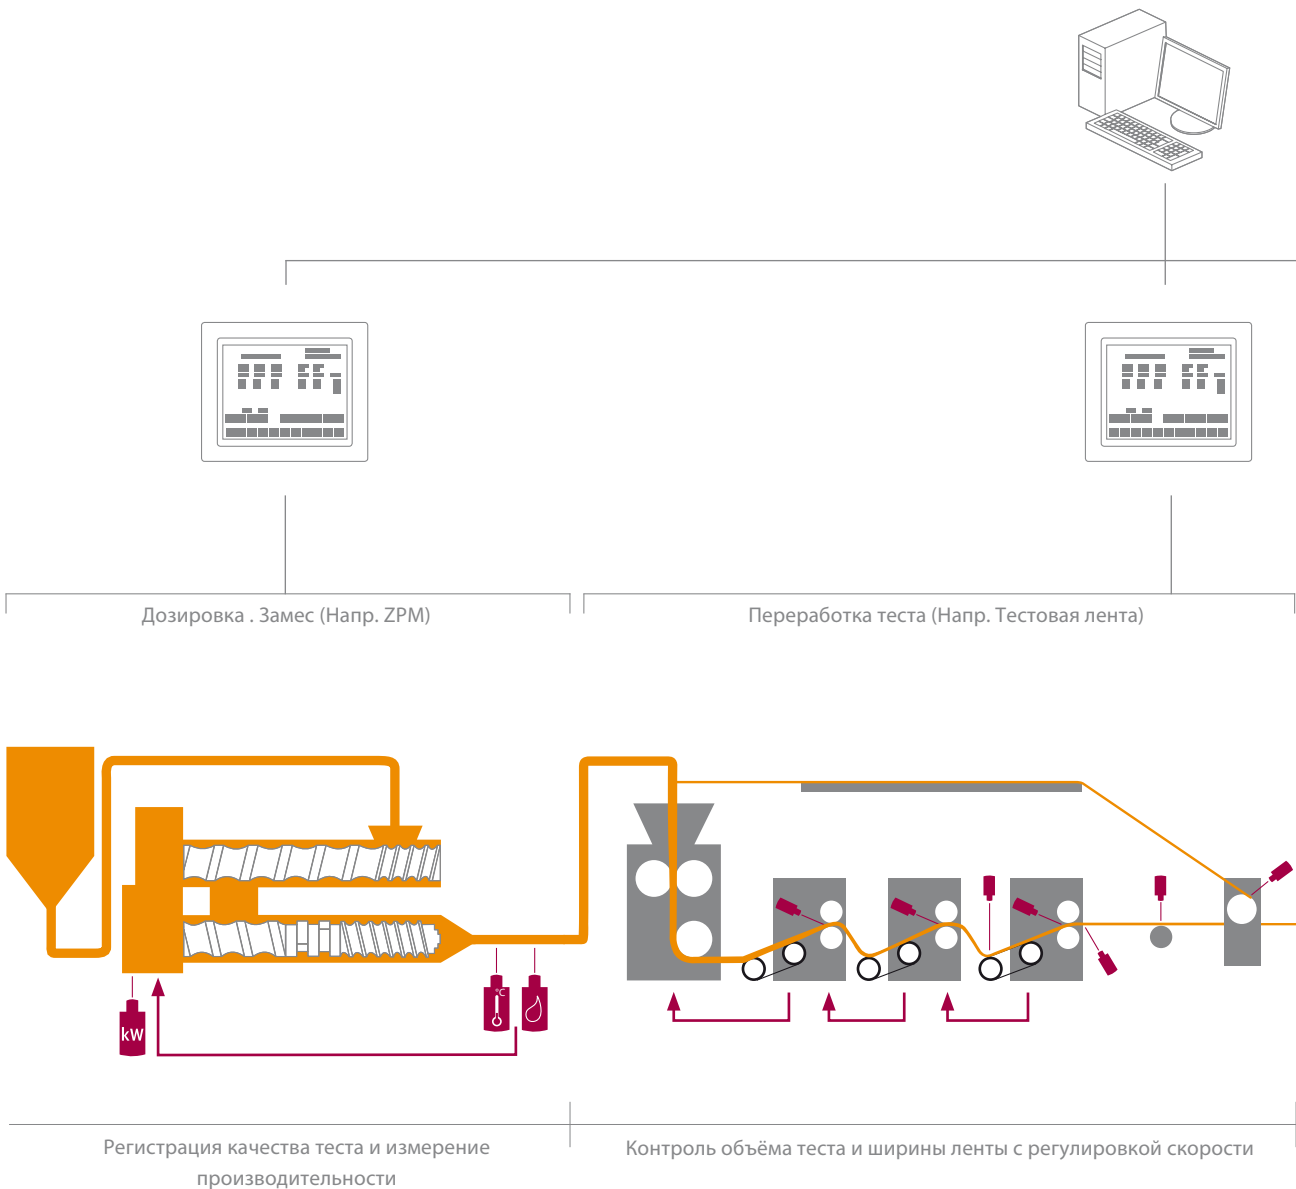 Дозировка . Замес (Напр. ZPM)
Переработка теста (Напр. Тестовая лента)
°C
kW
Регистрация качества теста и измерение
производительности
Контроль объёма теста и ширины ленты с регулировкой скорости